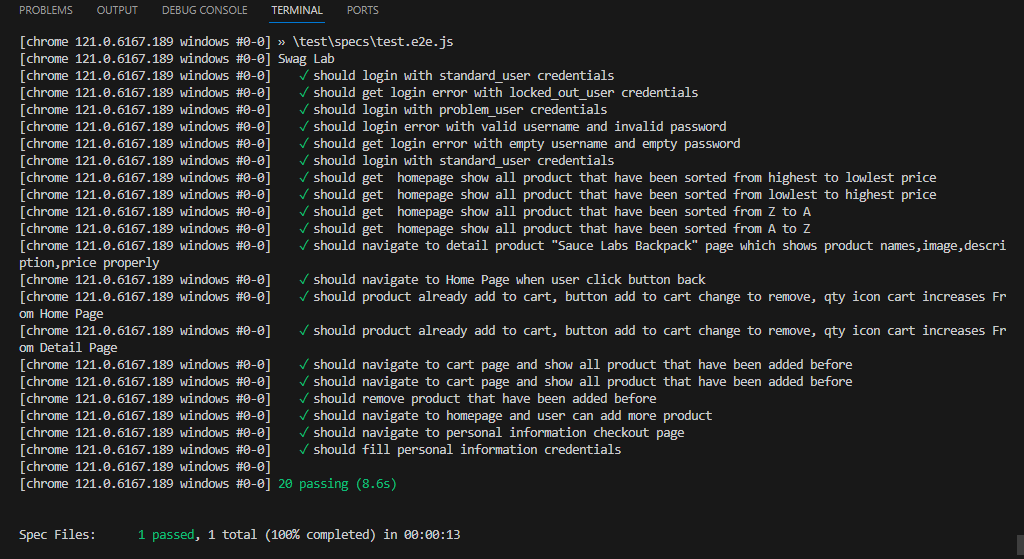 PROBLEMS OUTPUT DEBUG CONSOLE TERMINAL PORTS
[chrome 121.0.6167.189 windows #0-0] » \test\specs\test.e2e.js
[chrome 121.0.6167.189 windows #0-0] Swag Lab
[chrome 121.0.6167.189 windows #0-0] ✓ should login with standard_user credentials
[chrome 121.0.6167.189 windows #0-0] ✓ should get login error with locked_out_user credentials
[chrome 121.0.6167.189 windows #0-0] ✓ should login with problem_user credentials
[chrome 121.0.6167.189 windows #0-0] ✓ should login error with valid username and invalid password
[chrome 121.0.6167.189 windows #0-0] ✓ should get login error with empty username and empty password
[chrome 121.0.6167.189 windows #0-0] ✓ should login with standard_user credentials
[chrome 121.0.6167.189 windows #0-0] ✓ should get  homepage show all product that have been sorted from highest to lowlest price
[chrome 121.0.6167.189 windows #0-0] ✓ should get  homepage show all product that have been sorted from lowlest to highest price
[chrome 121.0.6167.189 windows #0-0] ✓ should get  homepage show all product that have been sorted from Z to A
[chrome 121.0.6167.189 windows #0-0] ✓ should get  homepage show all product that have been sorted from A to Z
[chrome 121.0.6167.189 windows #0-0] ✓ should navigate to detail product "Sauce Labs Backpack" page which shows product names,image,descri
ption,price properly
[chrome 121.0.6167.189 windows #0-0] ✓ should navigate to Home Page when user click button back
[chrome 121.0.6167.189 windows #0-0] ✓ should product already add to cart, button add to cart change to remove, qty icon cart increases Fr
om Home Page
[chrome 121.0.6167.189 windows #0-0] ✓ should product already add to cart, button add to cart change to remove, qty icon cart increases Fr
om Detail Page
[chrome 121.0.6167.189 windows #0-0] ✓ should navigate to cart page and show all product that have been added before
[chrome 121.0.6167.189 windows #0-0] ✓ should navigate to cart page and show all product that have been added before
[chrome 121.0.6167.189 windows #0-0] ✓ should remove product that have been added before
[chrome 121.0.6167.189 windows #0-0] ✓ should navigate to homepage and user can add more product
[chrome 121.0.6167.189 windows #0-0] ✓ should navigate to personal information checkout page
[chrome 121.0.6167.189 windows #0-0] ✓ should fill personal information credentials
[chrome 121.0.6167.189 windows #0-0]
[chrome 121.0.6167.189 windows #0-0] 20 passing (8.6s)
Spec Files: 1 passed, 1 total (100% completed) in 00:00:13